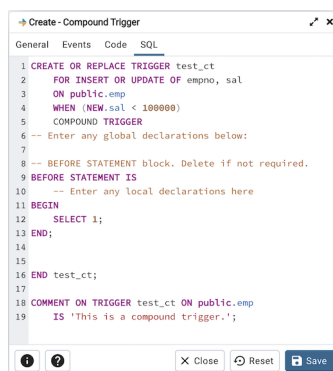 Create - Compound Trigger
General Events Code SQL
1 CREATE OR REPLACE TRIGGER test_ct
2 FOR INSERT OR UPDATE OF empno, sal
3 ON public.emp
4 WHEN (NEW.sal < 100000)
5 COMPOUND TRIGGER
6 -- Enter any global declarations below:
7
8 -- BEFORE STATEMENT block. Delete if not required.
9 BEFORE STATEMENT IS
10 -- Enter any local declarations here
11 BEGIN
12 SELECT 1;
13 END;
14
15
16 END test_ct;
17
18 COMMENT ON TRIGGER test_ct ON public.emp
19 IS 'This is a compound trigger.';
i ? X Close Reset Save